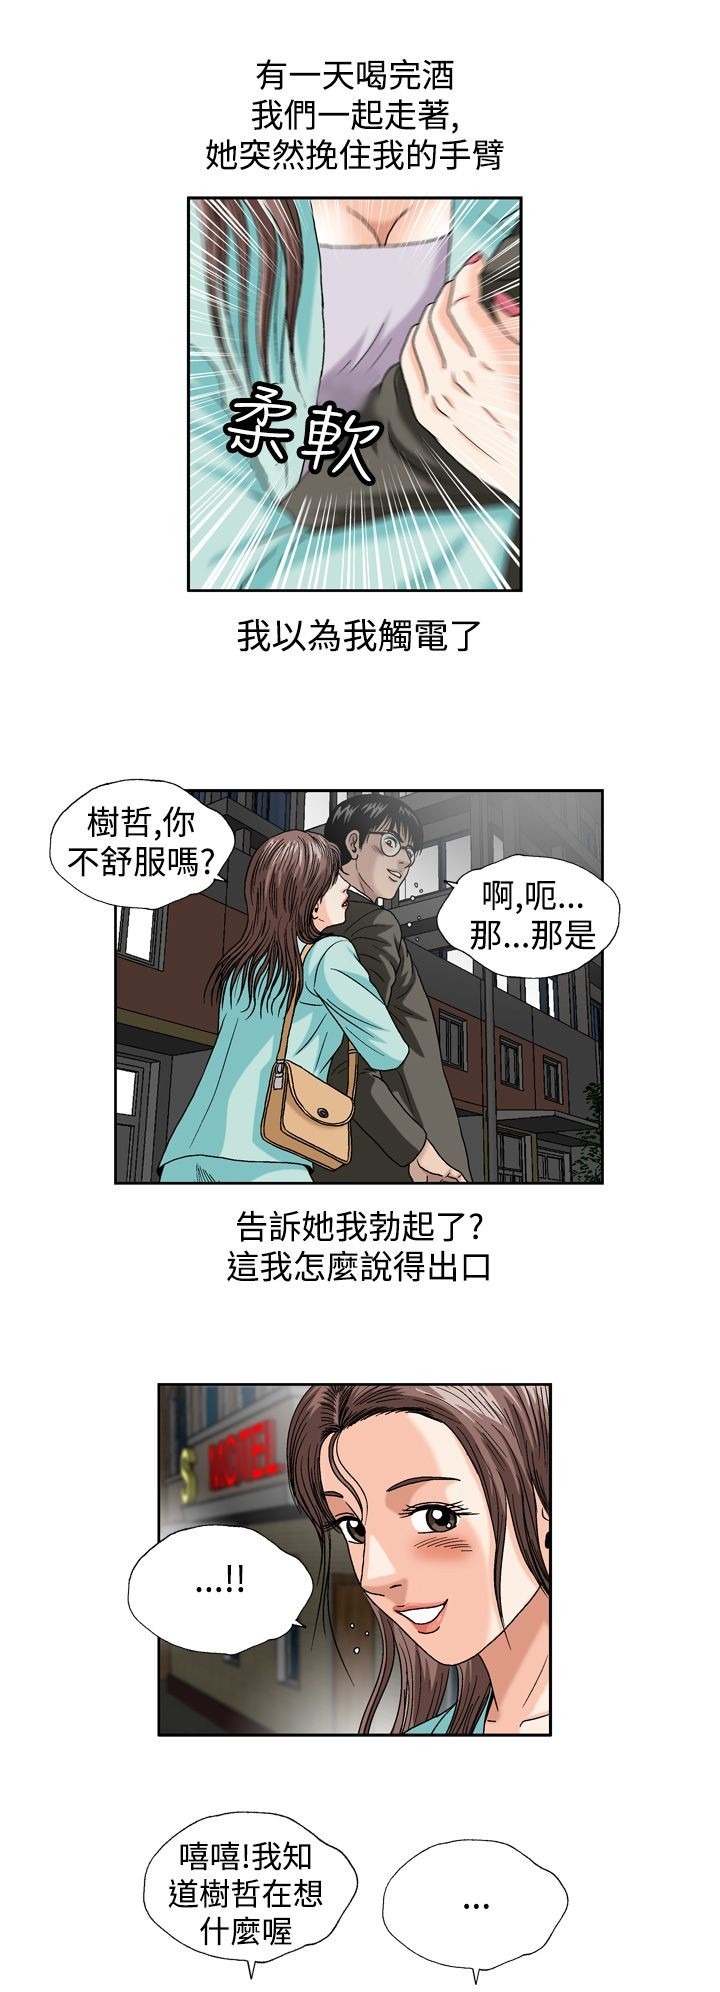 有一天喝完酒
我們一起走著,
她突然挽住我的手臂
柔軟
我以為我觸電了
樹哲,你
不舒服嗎?
啊,呃...
那...那是
告訴她我勃起了?
這我怎麼說得出口
S MOTEL
...!!
嘻嘻!我知
道樹哲在想
什麼喔
...